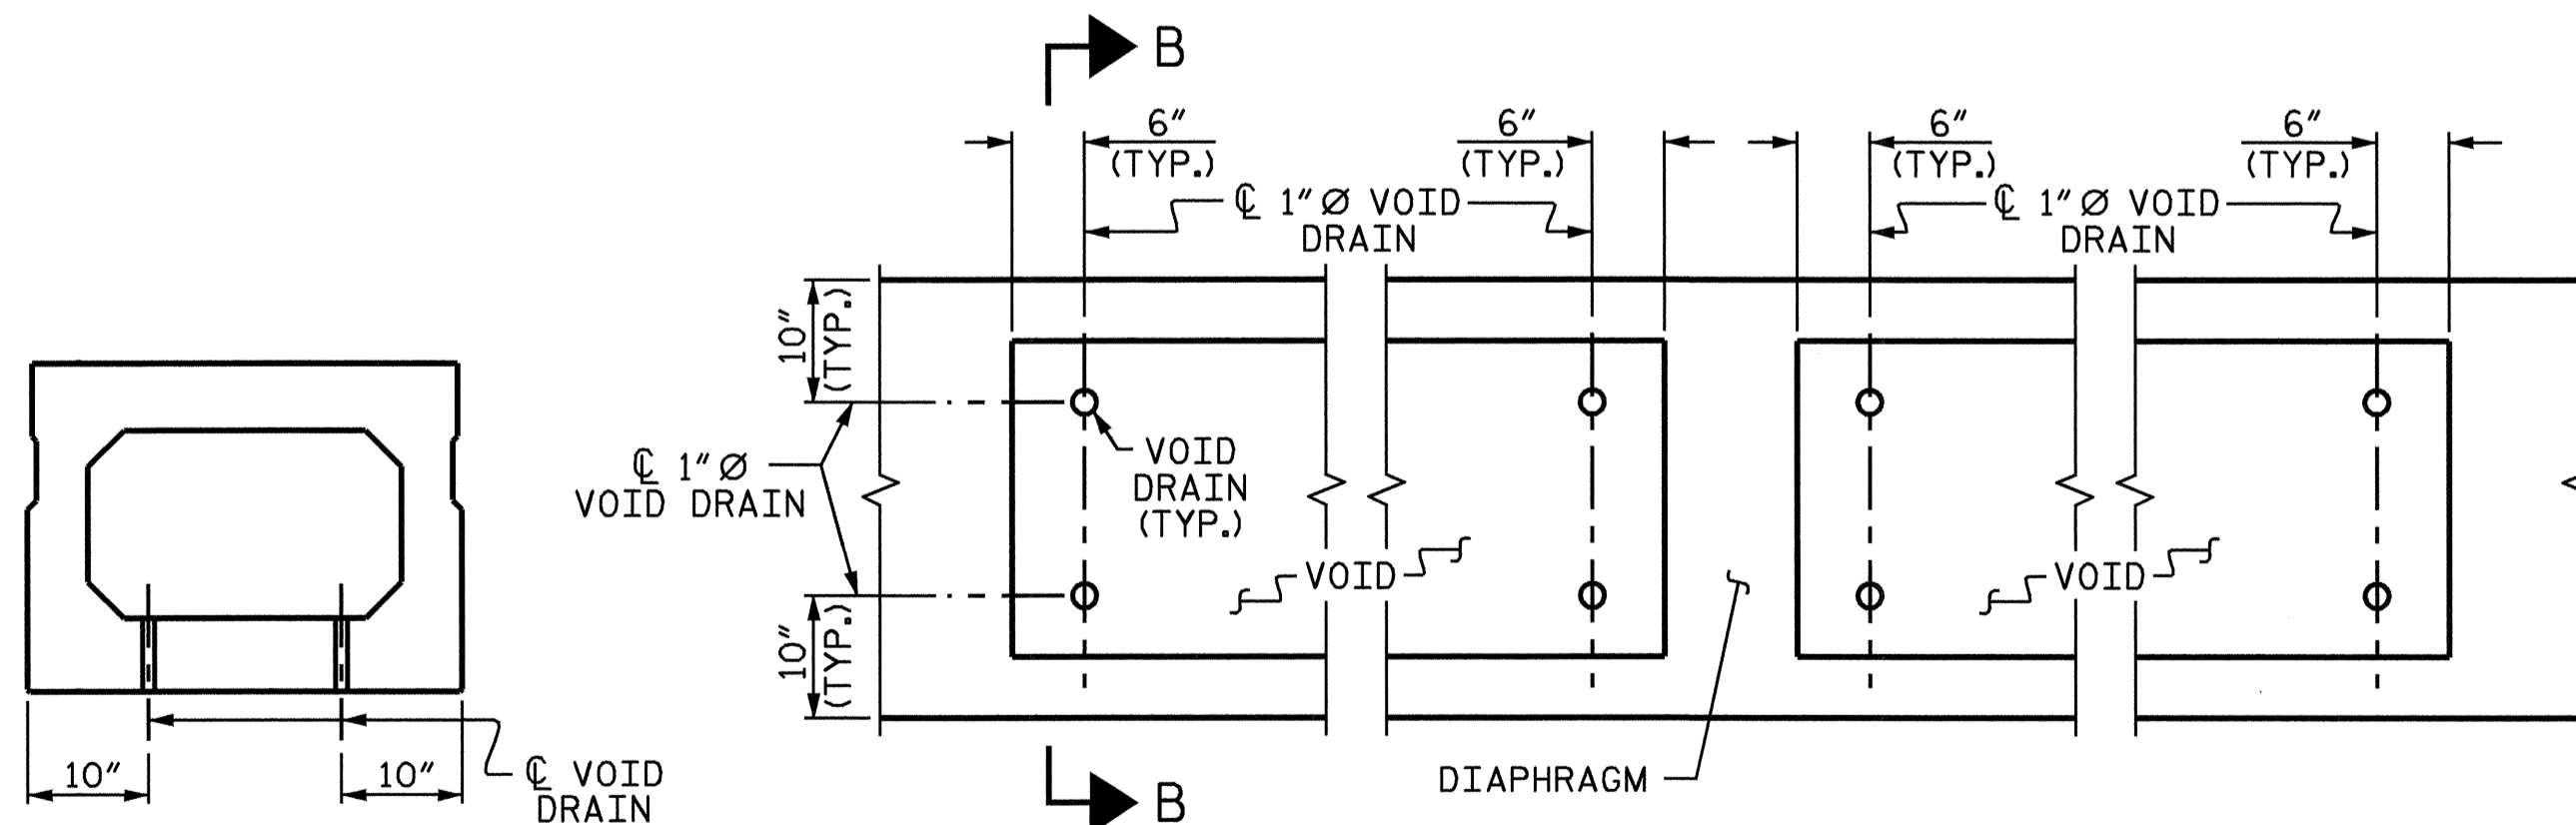 B
6"
(TYP.)
6"
(TYP.)
6"
(TYP.)
6"
(TYP.)
℄ 1"Ø VOID
DRAIN
℄ 1"Ø VOID
DRAIN
10"
(TYP.)
℄ 1"Ø
VOID DRAIN
VOID
DRAIN
(TYP.)
VOID
VOID
10"
(TYP.)
10"
10"
℄ VOID
DRAIN
DIAPHRAGM
B